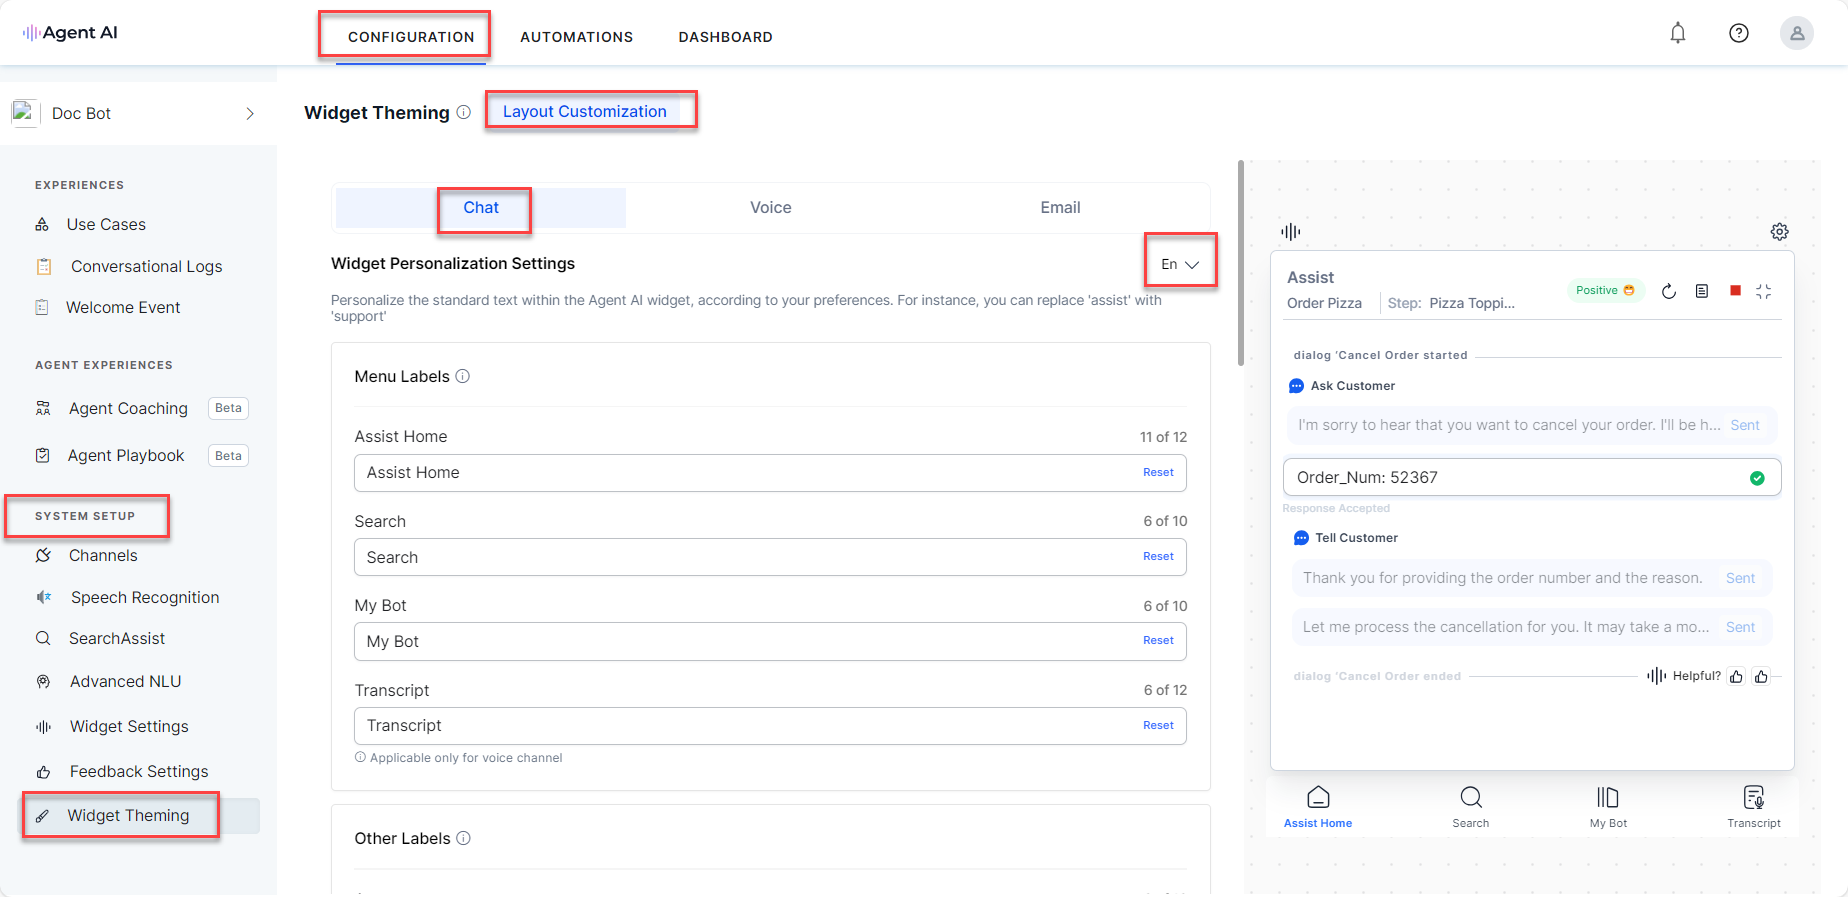 Agent AI
CONFIGURATION
AUTOMATIONS
DASHBOARD
Doc Bot
EXPERIENCES
Use Cases
Conversational Logs
Welcome Event
AGENT EXPERIENCES
Agent Coaching Beta
Agent Playbook Beta
SYSTEM SETUP
Channels
Speech Recognition
SearchAssist
Advanced NLU
Widget Settings
Feedback Settings
Widget Theming
Widget Theming
Layout Customization
Chat
Voice
Email
Widget Personalization Settings
En
Personalize the standard text within the Agent AI widget, according to your preferences. For instance, you can replace 'assist' with
'support'
Menu Labels
Assist Home
11 of 12
Assist Home
Reset
Search
6 of 10
Search
Reset
My Bot
6 of 10
My Bot
Reset
Transcript
6 of 12
Transcript
Reset
Applicable only for voice channel
Other Labels
Assist
Order Pizza
Step: Pizza Toppi...
Positive
dialog 'Cancel Order started
Ask Customer
I'm sorry to hear that you want to cancel your order. I'll be h...
Sent
Order_Num: 52367
Response Accepted
Tell Customer
Thank you for providing the order number and the reason.
Sent
Let me process the cancellation for you. It may take a mo...
Sent
dialog 'Cancel Order ended
Helpful?
Assist Home
Search
My Bot
Transcript